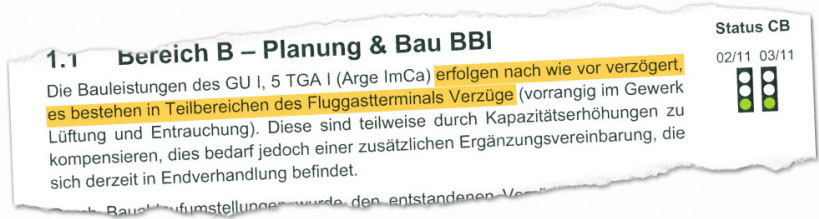 1.1 Bereich B – Planung & Bau BBI
Status CB
02/11 03/11
Die Bauleistungen des GU I, 5 TGA I (Arge ImCa) erfolgen nach wie vor verzögert,
es bestehen in Teilbereichen des Fluggastterminals Verzüge (vorrangig im Gewerk
Lüftung und Entrauchung). Diese sind teilweise durch Kapazitätserhöhungen zu
kompensieren, dies bedarf jedoch einer zusätzlichen Ergänzungsvereinbarung, die
sich derzeit in Endverhandlung befindet.
wurde den entstandenen